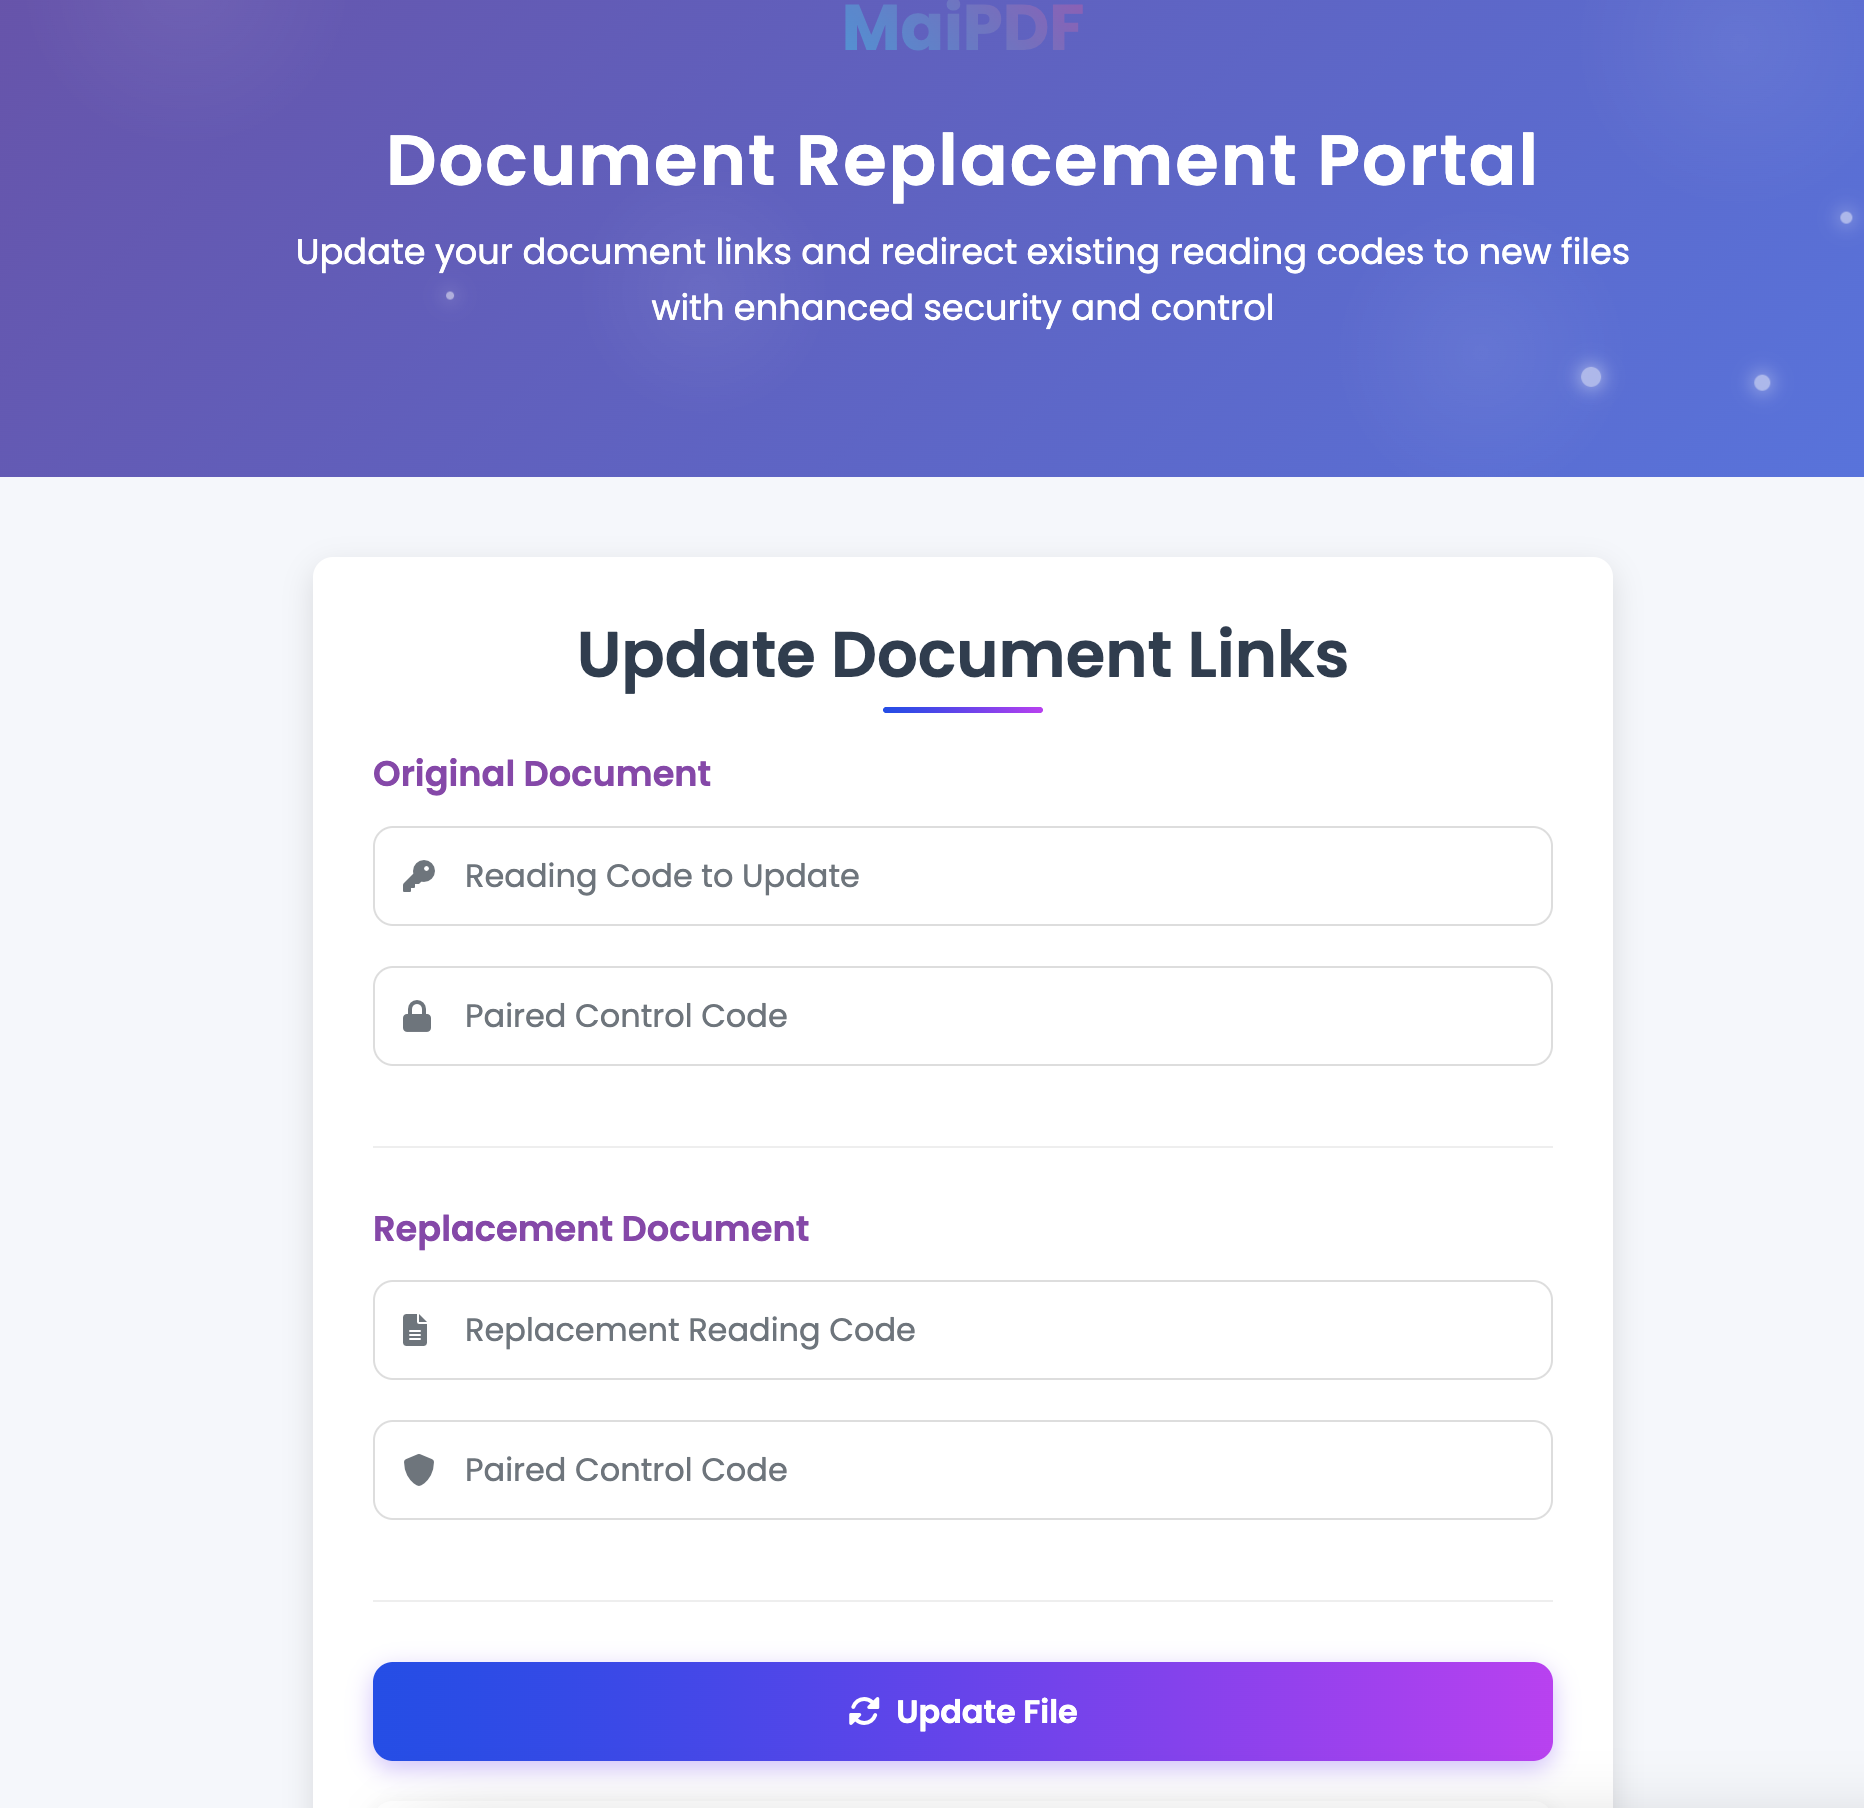 MaiPDF
Document Replacement Portal
Update your document links and redirect existing reading codes to new files
with enhanced security and control
Update Document Links
Original Document
Reading Code to Update
Paired Control Code
Replacement Document
Replacement Reading Code
Paired Control Code
Update File